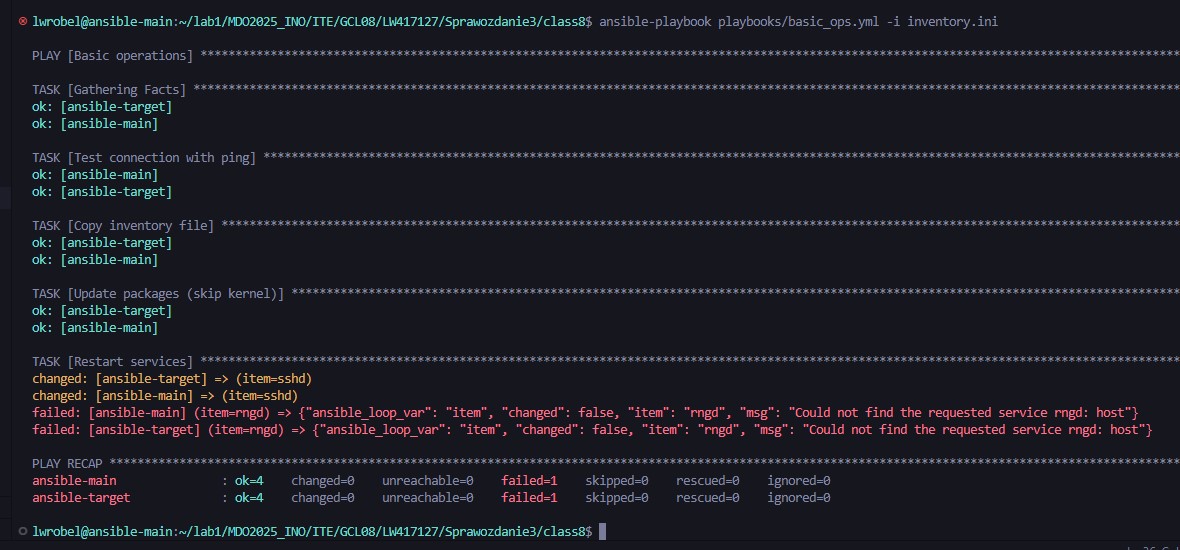 lwrobel@ansible-main:~/lab1/MDO2025_INO/ITE/GCL08/LW417127/Sprawozdanie3/class8$ ansible-playbook playbooks/basic_ops.yml -i inventory.ini
PLAY [Basic operations] ****************************************************************************************************************************************
TASK [Gathering Facts] *****************************************************************************************************************************************
ok: [ansible-target]
ok: [ansible-main]
TASK [Test connection with ping] *******************************************************************************************************************************
ok: [ansible-main]
ok: [ansible-target]
TASK [Copy inventory file] *************************************************************************************************************************************
ok: [ansible-target]
ok: [ansible-main]
TASK [Update packages (skip kernel)] ***************************************************************************************************************************
ok: [ansible-target]
ok: [ansible-main]
TASK [Restart services] ****************************************************************************************************************************************
changed: [ansible-target] => (item=sshd)
changed: [ansible-main] => (item=sshd)
failed: [ansible-main] (item=rngd) => {"ansible_loop_var": "item", "changed": false, "item": "rngd", "msg": "Could not find the requested service rngd: host"}
failed: [ansible-target] (item=rngd) => {"ansible_loop_var": "item", "changed": false, "item": "rngd", "msg": "Could not find the requested service rngd: host"}
PLAY RECAP *****************************************************************************************************************************************************
ansible-main : ok=4 changed=0 unreachable=0 failed=1 skipped=0 rescued=0 ignored=0
ansible-target : ok=4 changed=0 unreachable=0 failed=1 skipped=0 rescued=0 ignored=0
lwrobel@ansible-main:~/lab1/MDO2025_INO/ITE/GCL08/LW417127/Sprawozdanie3/class8$